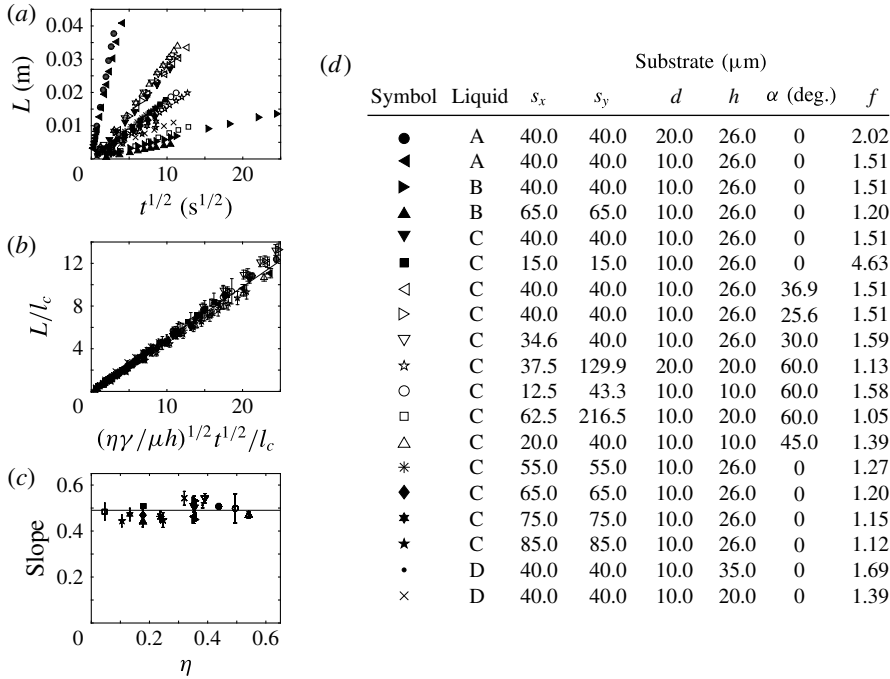 (a)
0.04
0.03
0.02
0.01
L (m)
0 10 20
t^{1/2} (s^{1/2})
(b)
12
8
4
L/l_c
0 10 20
(ηγ/μh)^{1/2} t^{1/2}/l_c
(c)
0.6
0.4
0.2
Slope
0 0.2 0.4 0.6
η
(d)
Substrate (μm)
Symbol Liquid s_x s_y d h α (deg.) f
● A 40.0 40.0 20.0 26.0 0 2.02
◀ A 40.0 40.0 10.0 26.0 0 1.51
▶ B 40.0 40.0 10.0 26.0 0 1.51
▲ B 65.0 65.0 10.0 26.0 0 1.20
▼ C 40.0 40.0 10.0 26.0 0 1.51
■ C 15.0 15.0 10.0 26.0 0 4.63
◁ C 40.0 40.0 10.0 26.0 36.9 1.51
▷ C 40.0 40.0 10.0 26.0 25.6 1.51
▽ C 34.6 40.0 10.0 26.0 30.0 1.59
☆ C 37.5 129.9 20.0 20.0 60.0 1.13
○ C 12.5 43.3 10.0 10.0 60.0 1.58
□ C 62.5 216.5 10.0 20.0 60.0 1.05
△ C 20.0 40.0 10.0 10.0 45.0 1.39
✳ C 55.0 55.0 10.0 26.0 0 1.27
◆ C 65.0 65.0 10.0 26.0 0 1.20
✶ C 75.0 75.0 10.0 26.0 0 1.15
★ C 85.0 85.0 10.0 26.0 0 1.12
• D 40.0 40.0 10.0 35.0 0 1.69
× D 40.0 40.0 10.0 20.0 0 1.39